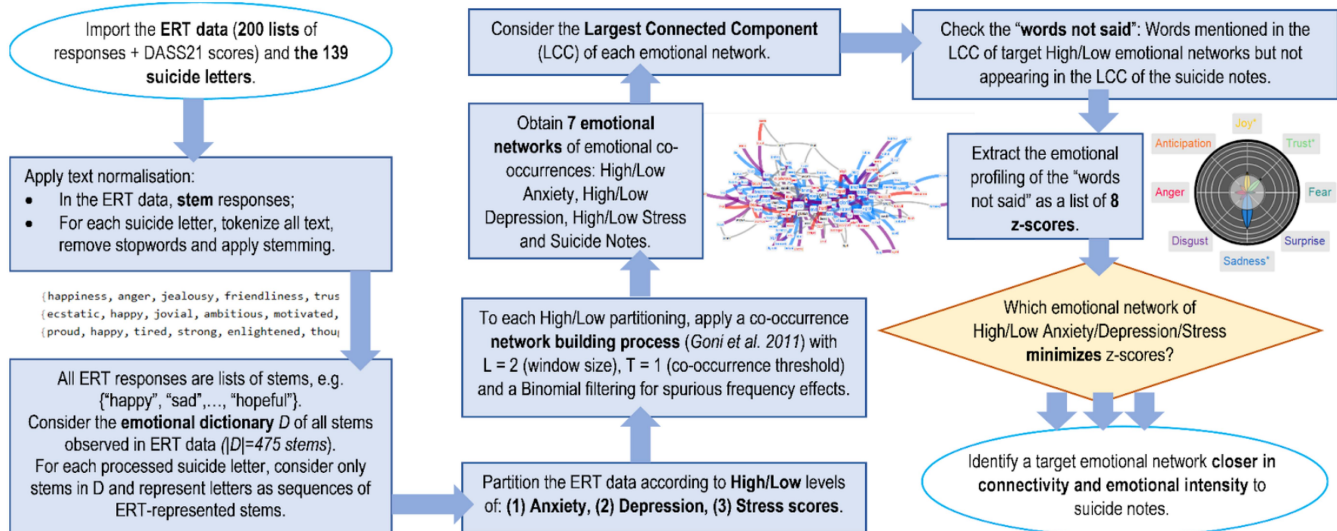 Import the ERT data (200 lists of
responses + DASS21 scores) and the 139
suicide letters.
Apply text normalisation:
• In the ERT data, stem responses;
• For each suicide letter, tokenize all text,
remove stopwords and apply stemming.
{happiness, anger, jealousy, friendliness, trus
{ecstatic, happy, jovial, ambitious, motivated,
{proud, happy, tired, strong, enlightened, thou
All ERT responses are lists of stems, e.g.
{"happy", "sad",…, "hopeful"}.
Consider the emotional dictionary D of all stems
observed in ERT data (|D|=475 stems).
For each processed suicide letter, consider only
stems in D and represent letters as sequences of
ERT-represented stems.
Partition the ERT data according to High/Low levels
of: (1) Anxiety, (2) Depression, (3) Stress scores.
To each High/Low partitioning, apply a co-occurrence
network building process (Goni et al. 2011) with
L = 2 (window size), T = 1 (co-occurrence threshold)
and a Binomial filtering for spurious frequency effects.
Obtain 7 emotional
networks of emotional co-
occurrences: High/Low
Anxiety, High/Low
Depression, High/Low Stress
and Suicide Notes.
Consider the Largest Connected Component
(LCC) of each emotional network.
Check the “words not said”: Words mentioned in the
LCC of target High/Low emotional networks but not
appearing in the LCC of the suicide notes.
Extract the emotional
profiling of the “words
not said” as a list of 8
z-scores.
Joy*
Anticipation
Trust*
Anger
Fear
Disgust
Surprise
Sadness*
Which emotional network of
High/Low Anxiety/Depression/Stress
minimizes z-scores?
Identify a target emotional network closer in
connectivity and emotional intensity to
suicide notes.